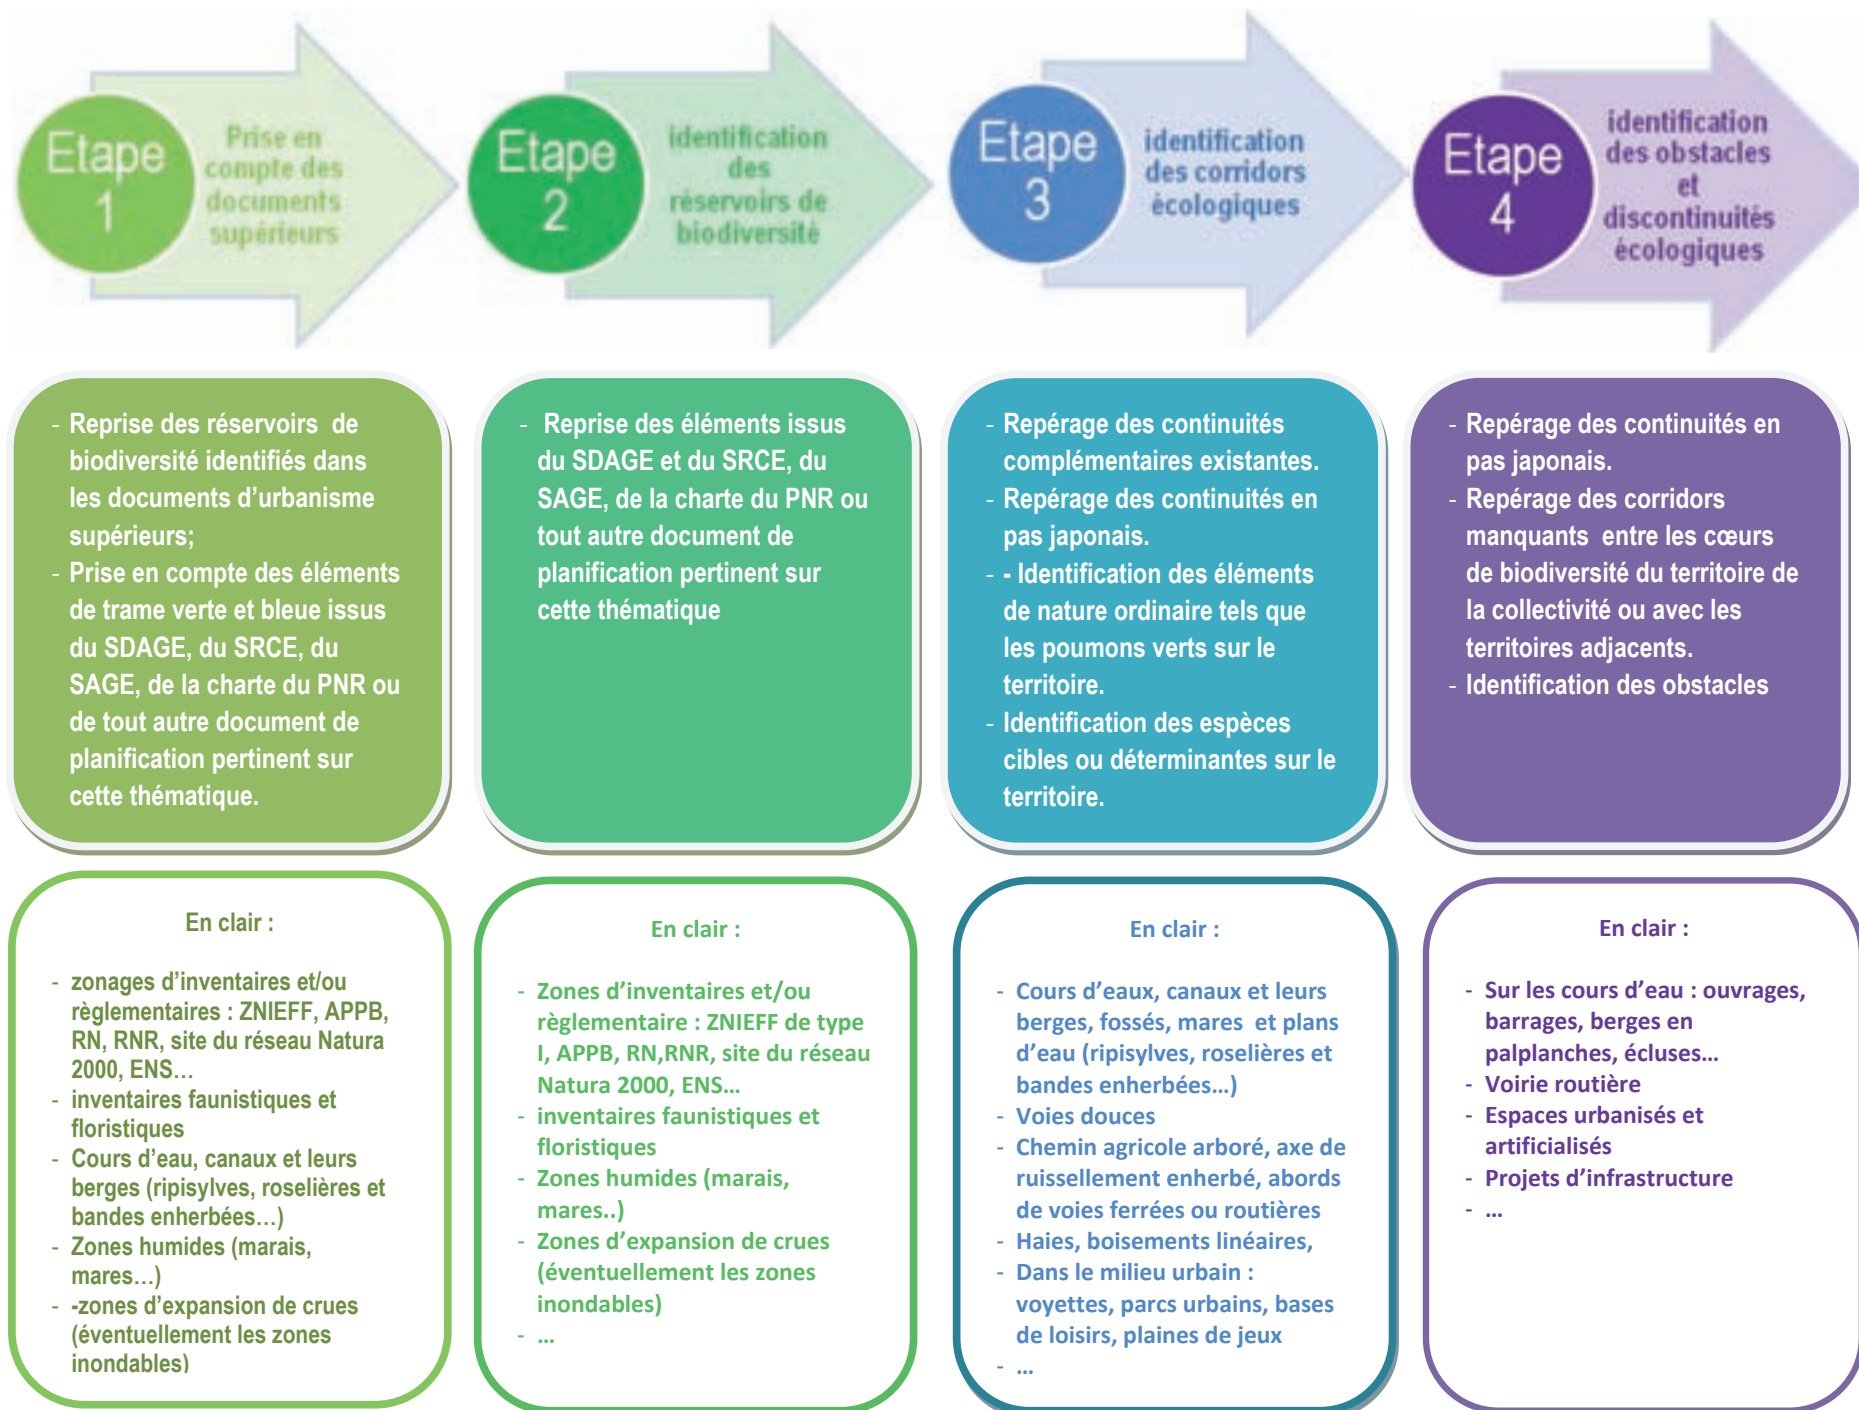 Etape
1
Prise en
compte des
documents
supérieurs
Etape
2
identification
des
réservoirs de
biodiversité
Etape
3
identification
des corridors
écologiques
Etape
4
identification
des obstacles
et
discontinuités
écologiques
- Reprise des réservoirs de
biodiversité identifiés dans
les documents d’urbanisme
supérieurs;
- Prise en compte des éléments
de trame verte et bleue issus
du SDAGE, du SRCE, du
SAGE, de la charte du PNR ou
de tout autre document de
planification pertinent sur
cette thématique.
- Reprise des éléments issus
du SDAGE et du SRCE, du
SAGE, de la charte du PNR ou
tout autre document de
planification pertinent sur
cette thématique
- Repérage des continuités
complémentaires existantes.
- Repérage des continuités en
pas japonais.
- - Identification des éléments
de nature ordinaire tels que
les poumons verts sur le
territoire.
- Identification des espèces
cibles ou déterminantes sur le
territoire.
- Repérage des continuités en
pas japonais.
- Repérage des corridors
manquants entre les cœurs
de biodiversité du territoire de
la collectivité ou avec les
territoires adjacents.
- Identification des obstacles
En clair :
- zonages d’inventaires et/ou
règlementaires : ZNIEFF, APPB,
RN, RNR, site du réseau Natura
2000, ENS…
- inventaires faunistiques et
floristiques
- Cours d’eau, canaux et leurs
berges (ripisylves, roselières et
bandes enherbées…)
- Zones humides (marais,
mares…)
- -zones d’expansion de crues
(éventuellement les zones
inondables)
En clair :
- Zones d’inventaires et/ou
règlementaire : ZNIEFF de type
I, APPB, RN,RNR, site du réseau
Natura 2000, ENS…
- inventaires faunistiques et
floristiques
- Zones humides (marais,
mares..)
- Zones d’expansion de crues
(éventuellement les zones
inondables)
- …
En clair :
- Cours d’eaux, canaux et leurs
berges, fossés, mares et plans
d’eau (ripisylves, roselières et
bandes enherbées…)
- Voies douces
- Chemin agricole arboré, axe de
ruissellement enherbé, abords
de voies ferrées ou routières
- Haies, boisements linéaires,
- Dans le milieu urbain :
voyettes, parcs urbains, bases
de loisirs, plaines de jeux
- …
En clair :
- Sur les cours d’eau : ouvrages,
barrages, berges en
palplanches, écluses…
- Voirie routière
- Espaces urbanisés et
artificialisés
- Projets d’infrastructure
- …